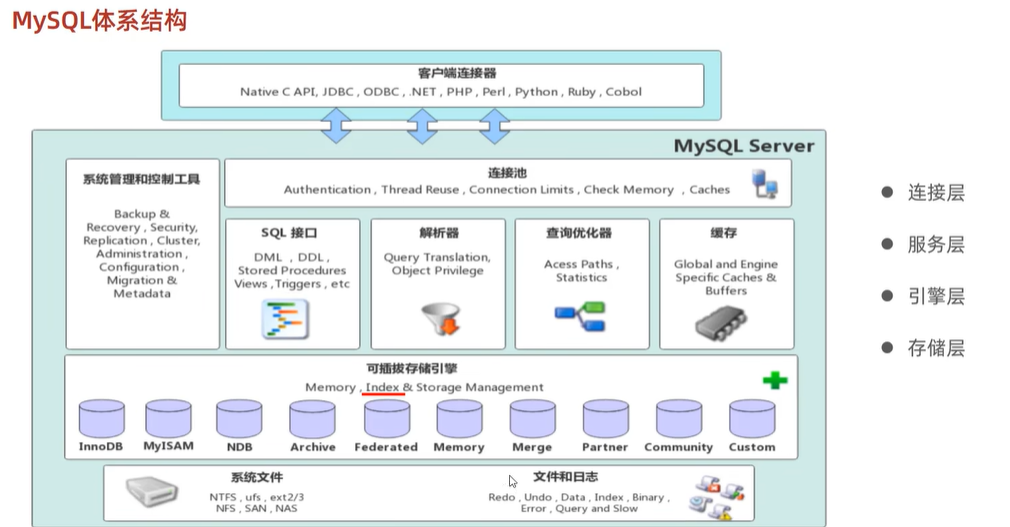 MySQL体系结构
客户端连接器
Native C API, JDBC , ODBC , .NET , PHP , Perl , Python , Ruby , Cobol
MySQL Server
系统管理和控制工具
Backup &
Recovery , Security,
Replication , Cluster,
Administration ,
Configuration ,
Migration &
Metadata
连接池
Authentication , Thread Reuse , Connection Limits , Check Memory , Caches
SQL 接口
DML , DDL ,
Stored Procedures
Views ,Triggers , etc
解析器
Query Translation,
Object Privilege
查询优化器
Acess Paths ,
Statistics
缓存
Global and Engine
Specific Caches &
Buffers
可插拔存储引擎
Memory , Index & Storage Management
InnoDB
MyISAM
NDB
Archive
Federated
Memory
Merge
Partner
Community
Custom
系统文件
NTFS , ufs , ext2/3
NFS , SAN , NAS
文件和日志
Redo , Undo , Data , Index , Binary ,
Error , Query and Slow
连接层
服务层
引擎层
存储层